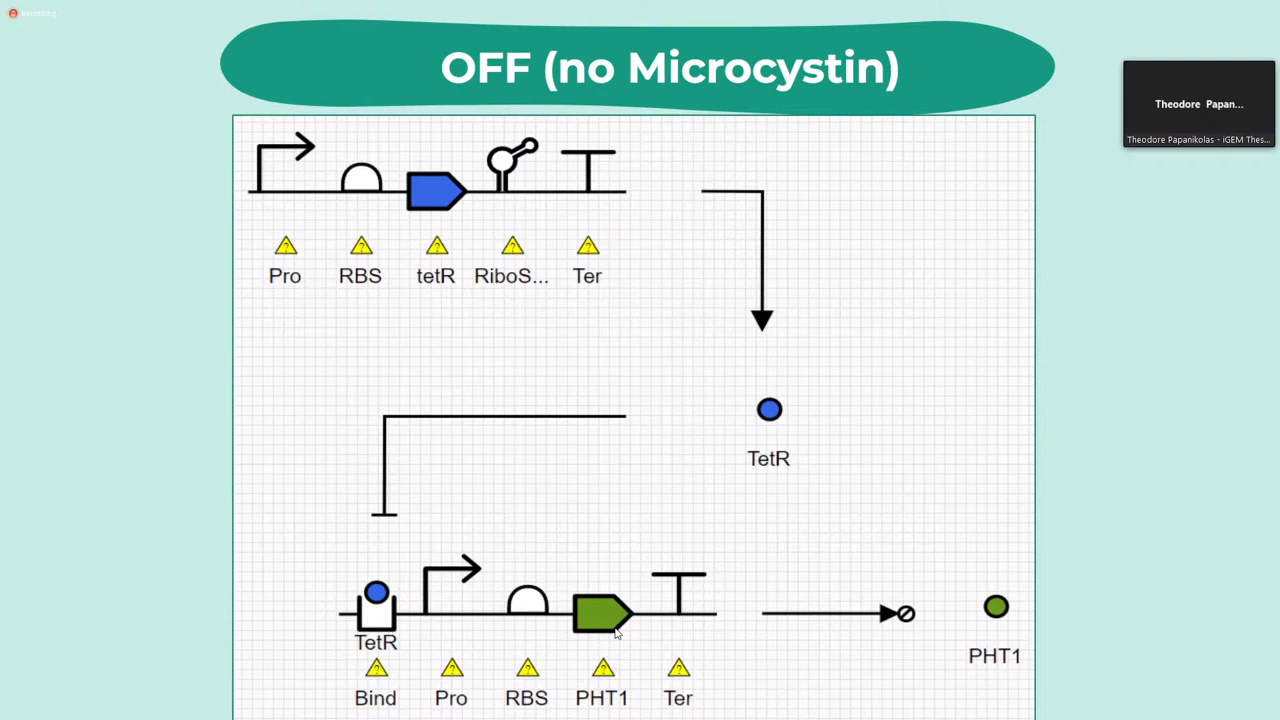 Recording
OFF (no Microcystin)
Theodore Papan...
Theodore Papanikolas - iGEM Thes...
Pro RBS tetR RiboS... Ter
TetR
TetR
PHT1
Bind Pro RBS PHT1 Ter